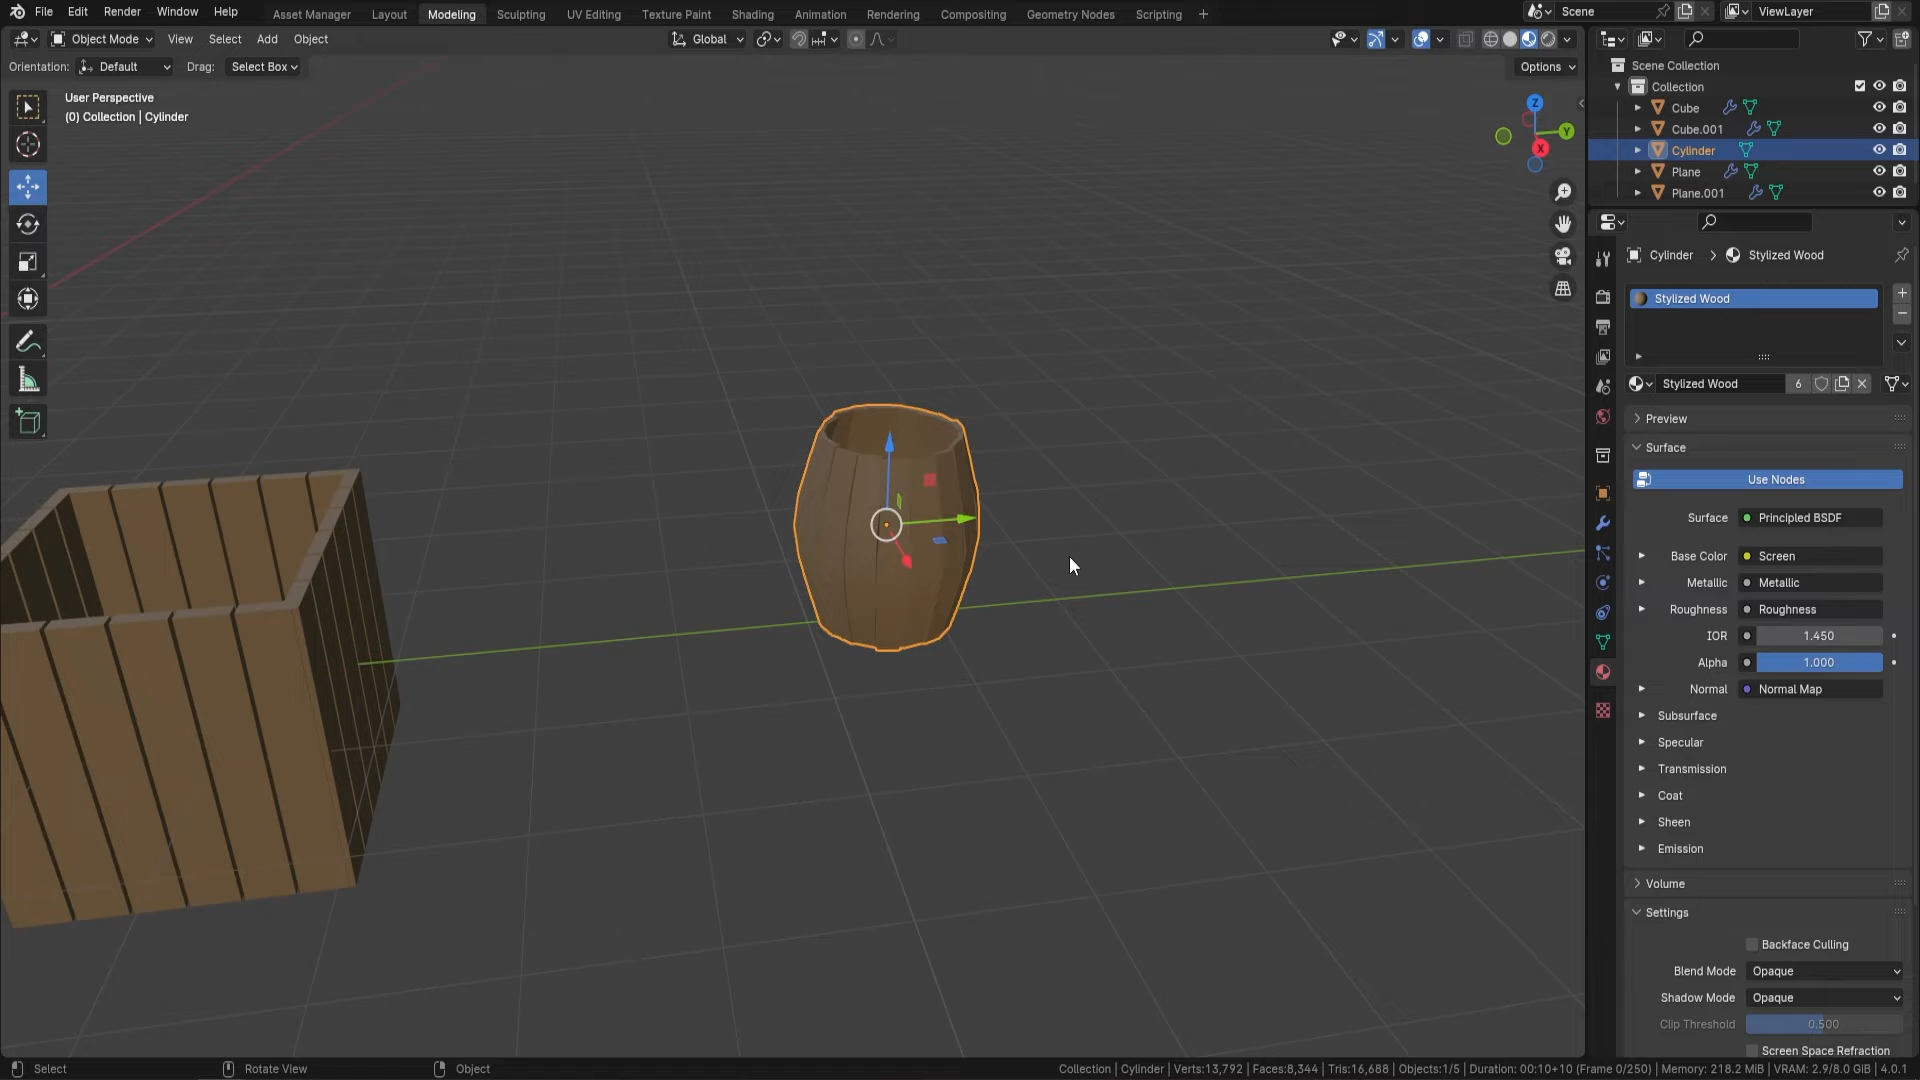 File Edit Render Window Help Asset Manager Layout Modeling Sculpting UV Editing Texture Paint Shading Animation Rendering Compositing Geometry Nodes Scripting + Scene ViewLayer
Object Mode View Select Add Object Global
Orientation: Default Drag: Select Box Options
User Perspective
(0) Collection | Cylinder
Z
Y
X
Scene Collection
Collection
Cube
Cube.001
Cylinder
Plane
Plane.001
Cylinder > Stylized Wood
Stylized Wood
Stylized Wood 6
Preview
Surface
Use Nodes
Surface Principled BSDF
Base Color Screen
Metallic Metallic
Roughness Roughness
IOR 1.450
Alpha 1.000
Normal Normal Map
Subsurface
Specular
Transmission
Coat
Sheen
Emission
Volume
Settings
Backface Culling
Blend Mode Opaque
Shadow Mode Opaque
Clip Threshold 0.500
Screen Space Refraction
Select Rotate View Object Collection | Cylinder | Verts:13,792 | Faces:8,344 | Tris:16,688 | Objects:1/5 | Duration: 00:10+10 (Frame 0/250) | Memory: 218.2 MiB | VRAM: 2.9/8.0 GiB | 4.0.1